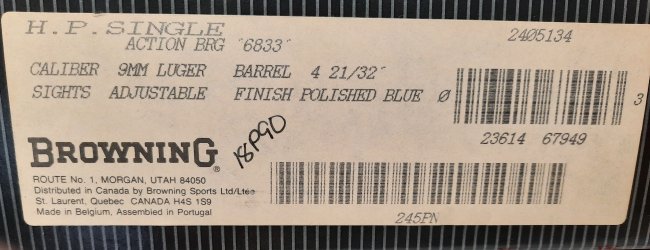 H.P.SINGLE
ACTION BRG "6833" 2405134
CALIBER 9MM LUGER BARREL 4 21/32"
SIGHTS ADJUSTABLE FINISH POLISHED BLUE Ø
3
23614 67949
18P90
BROWNING®
ROUTE No. 1, MORGAN, UTAH 84050
Distributed in Canada by Browning Sports Ltd/Ltee
St. Laurent, Quebec CANADA H4S 1S9
Made in Belgium, Assembled in Portugal
245PN